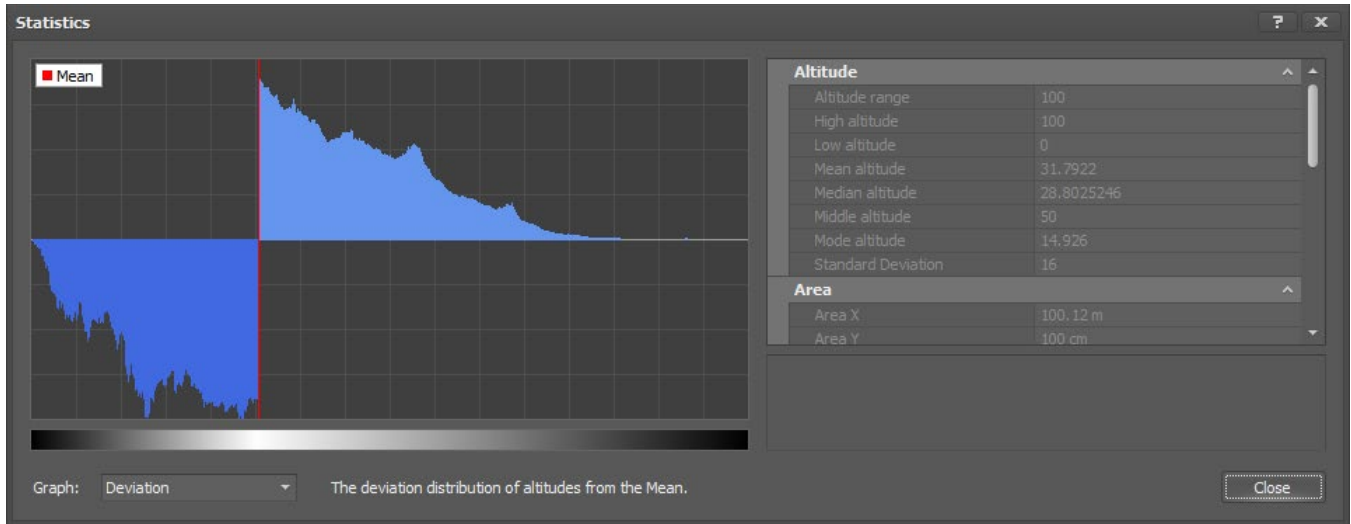 Statistics
? X
Mean
Altitude
Altitude range 100
High altitude 100
Low altitude 0
Mean altitude 31.7922
Median altitude 28.8025246
Middle altitude 50
Mode altitude 14.926
Standard Deviation 16
Area
Area X 100.12 m
Area Y 100 cm
Graph: Deviation The deviation distribution of altitudes from the Mean. Close